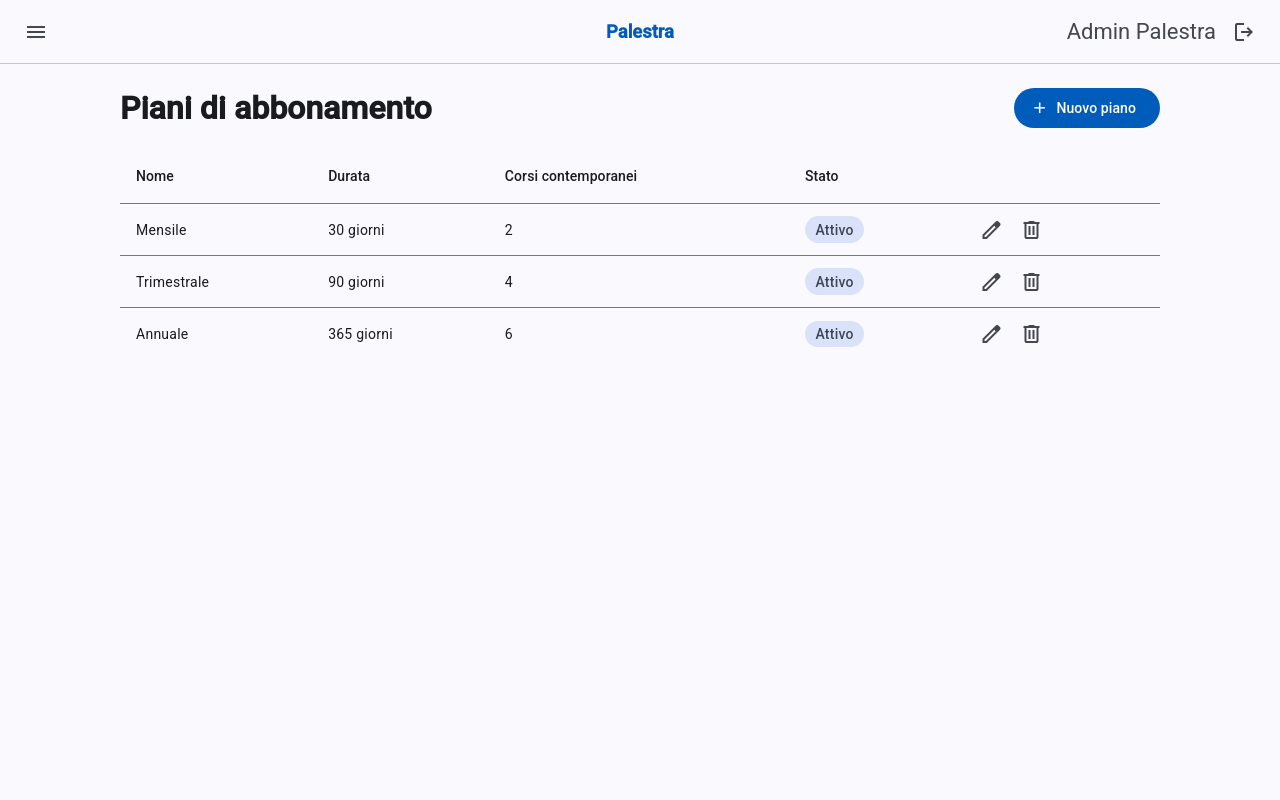 Palestra
Admin Palestra
Piani di abbonamento
Nuovo piano
Nome Durata Corsi contemporanei Stato
Mensile 30 giorni 2 Attivo
Trimestrale 90 giorni 4 Attivo
Annuale 365 giorni 6 Attivo